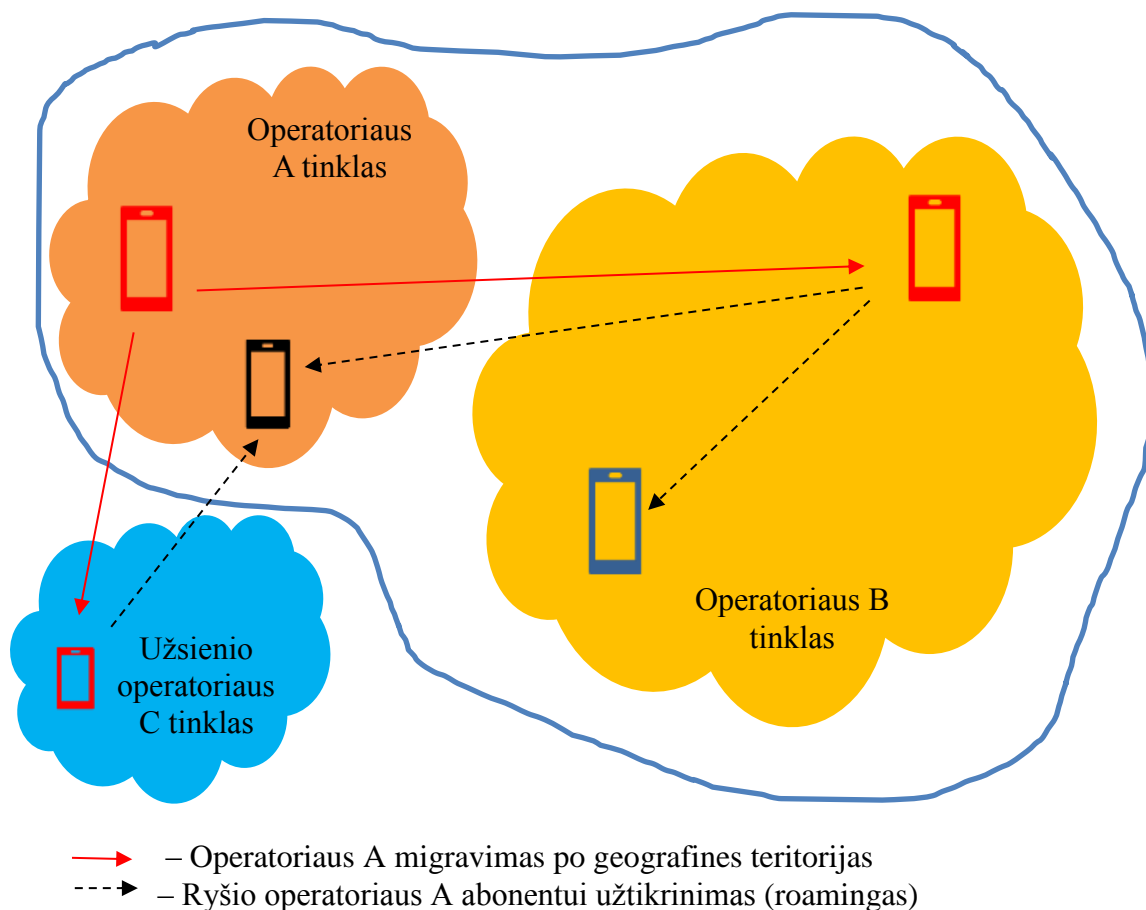 Operatoriaus
A tinklas
Operatoriaus B
tinklas
Užsienio
operatoriaus
C tinklas
– Operatoriaus A migravimas po geografines teritorijas
– Ryšio operatoriaus A abonentui užtikrinimas (roamingas)